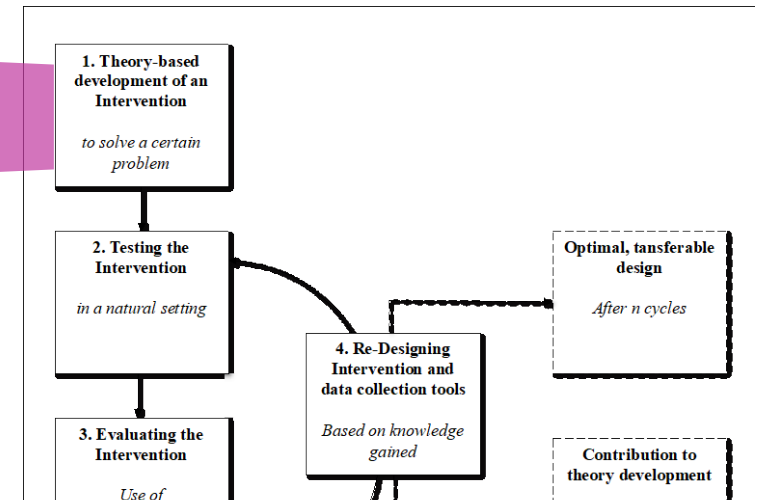 1. Theory-based
development of an
Intervention
to solve a certain
problem
2. Testing the
Intervention
in a natural setting
Optimal, tansferable
design
After n cycles
4. Re-Designing
Intervention and
data collection tools
Based on knowledge
gained
3. Evaluating the
Intervention
Use of
Contribution to
theory development